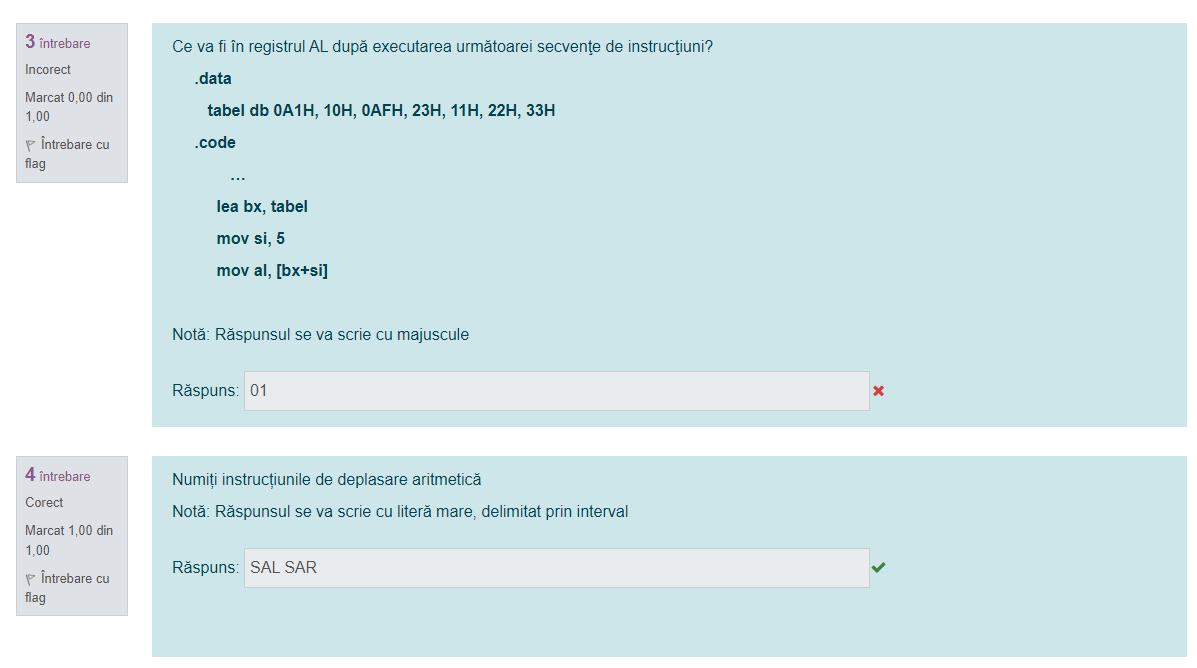 3 întrebare
Incorect
Marcat 0,00 din
1,00
Întrebare cu
flag
Ce va fi în registrul AL după executarea următoarei secvenţe de instrucţiuni?
.data
tabel db 0A1H, 10H, 0AFH, 23H, 11H, 22H, 33H
.code
...
lea bx, tabel
mov si, 5
mov al, [bx+si]
Notă: Răspunsul se va scrie cu majuscule
Răspuns: 01
4 întrebare
Corect
Marcat 1,00 din
1,00
Întrebare cu
flag
Numiți instrucțiunile de deplasare aritmetică
Notă: Răspunsul se va scrie cu literă mare, delimitat prin interval
Răspuns: SAL SAR